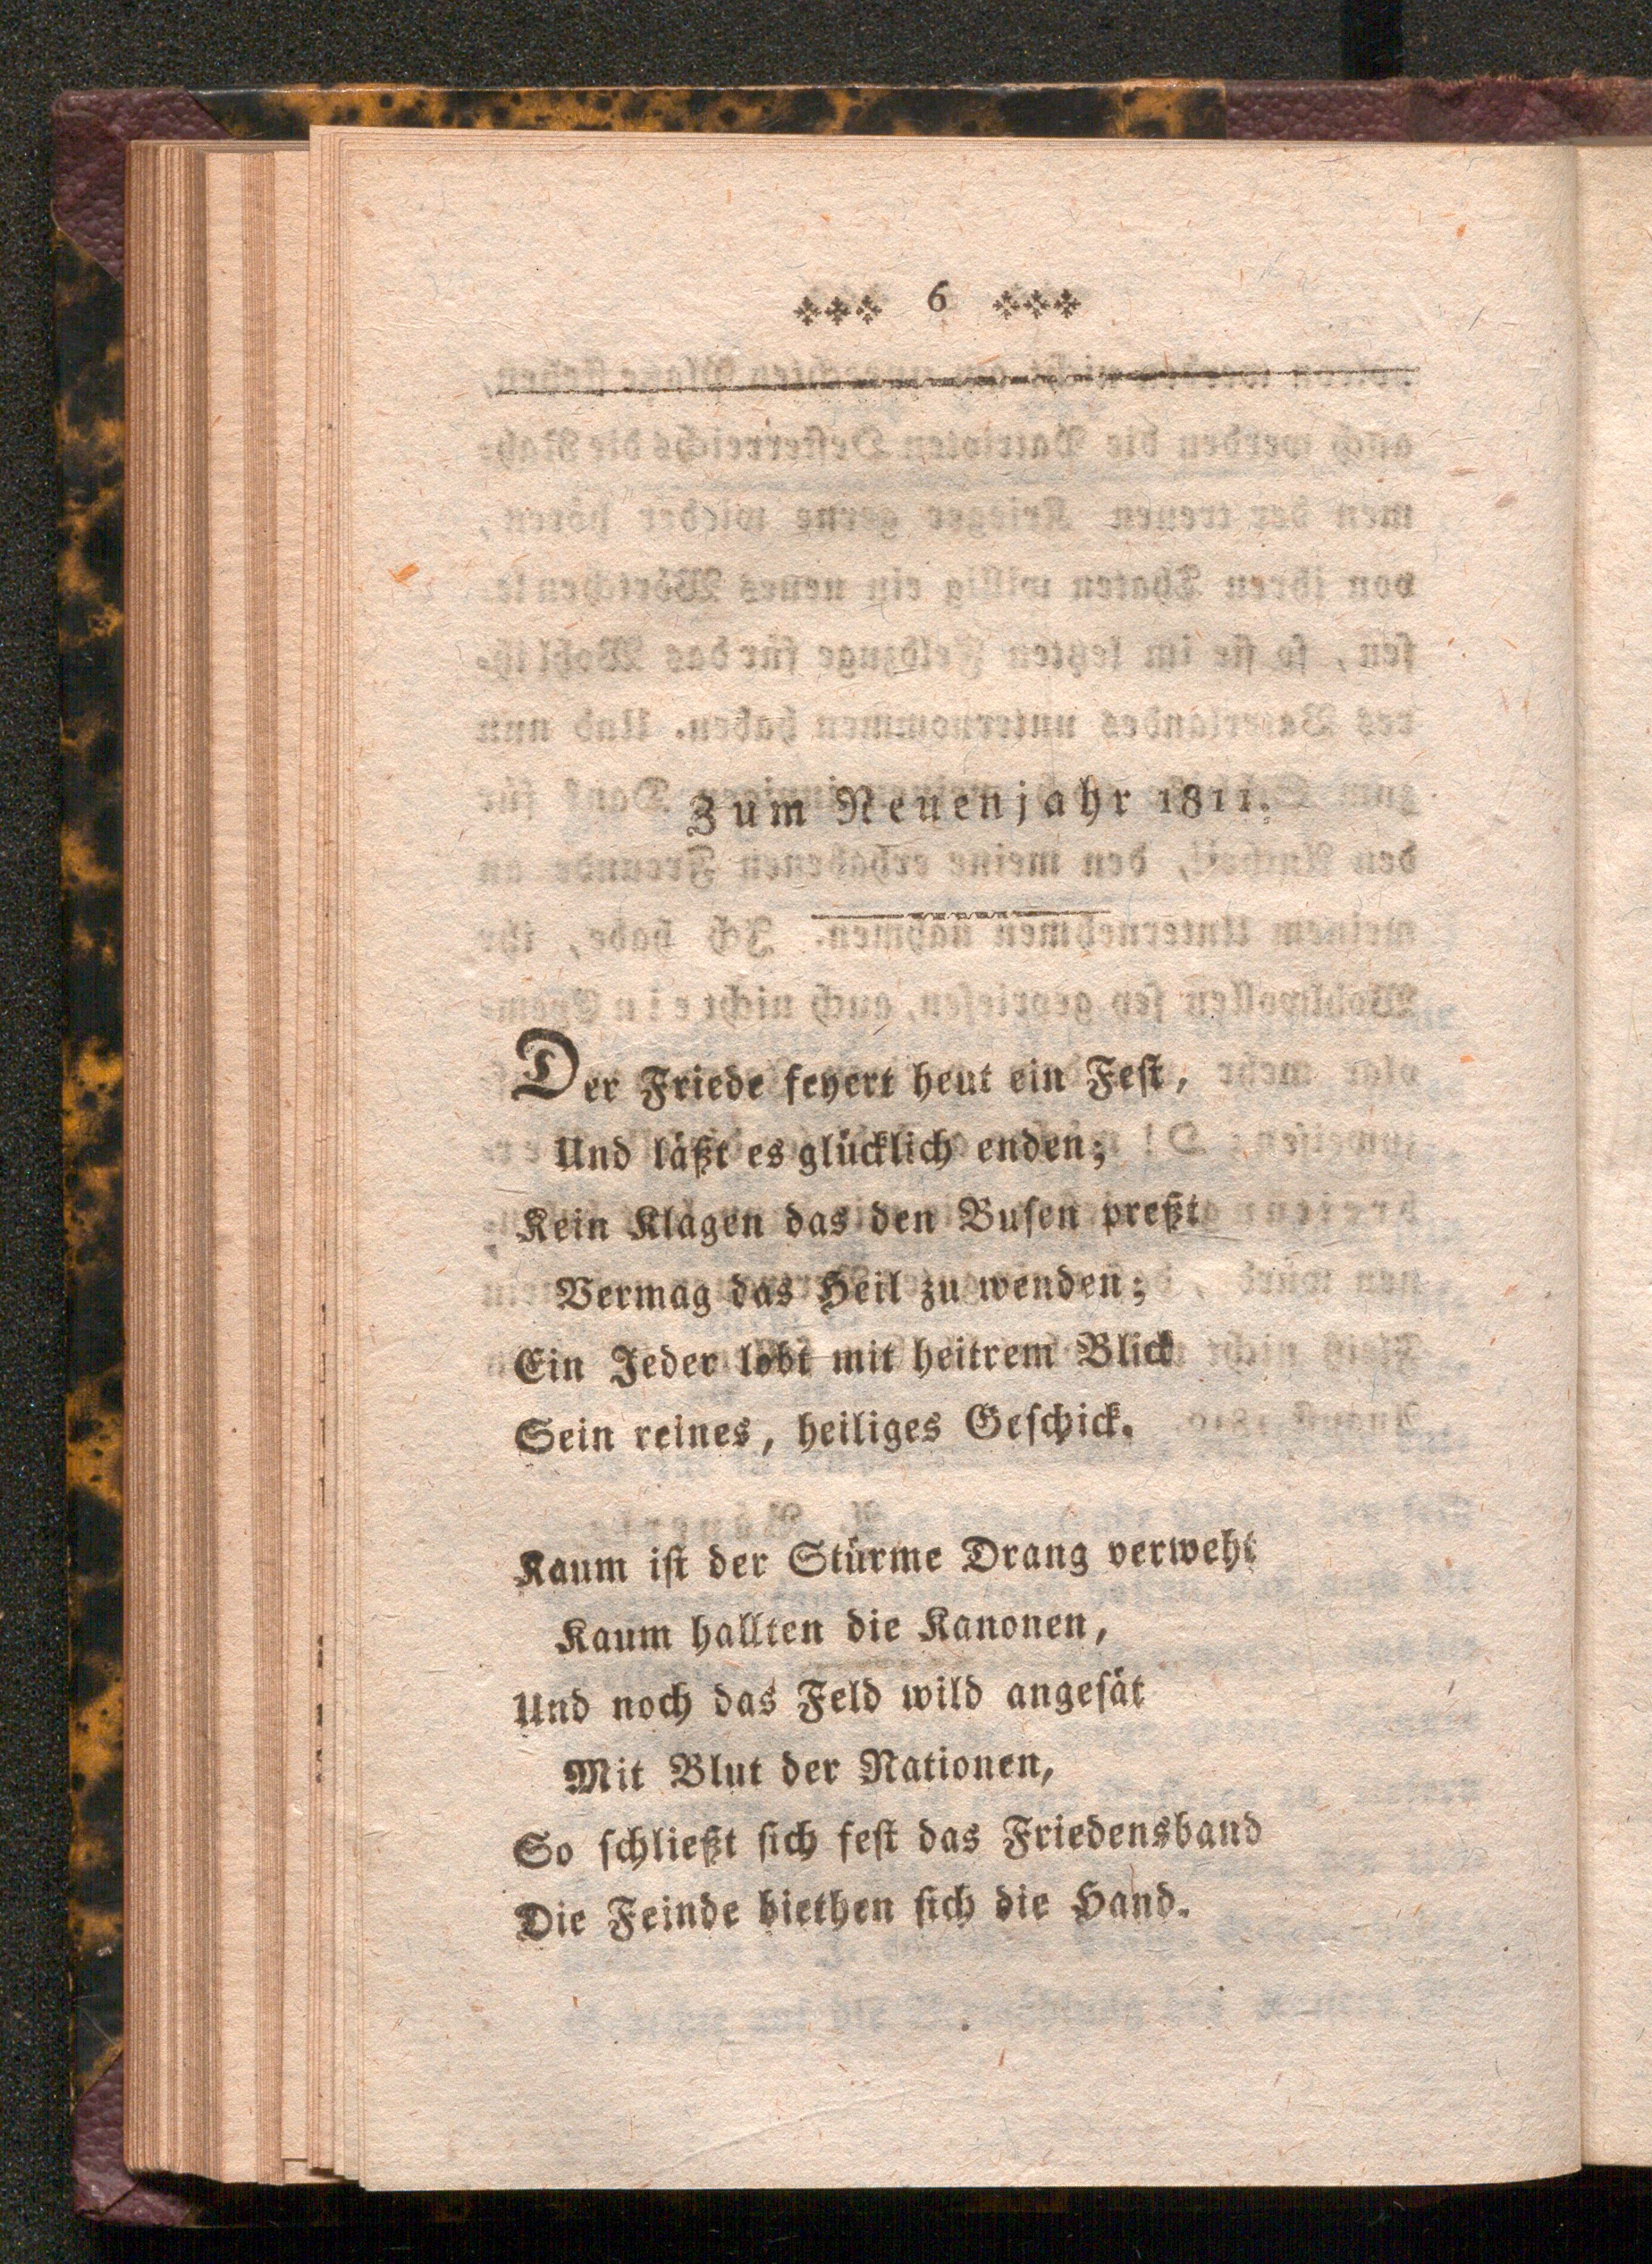 6
Zum Neuenjahr 1811.
Der Friede feyert heut ein Fest,
Und läßt es glücklich enden;
Kein Klagen das den Busen preßt
Vermag das Heil zu wenden;
Ein Jeder lobt mit heitrem Blick
Sein reines, heiliges Geschick.
Kaum ist der Stürme Drang verweht
Kaum hallten die Kanonen,
Und noch das Feld wild angesät
Mit Blut der Nationen,
So schließt sich fest das Friedensband
Die Feinde biethen sich die Hand.